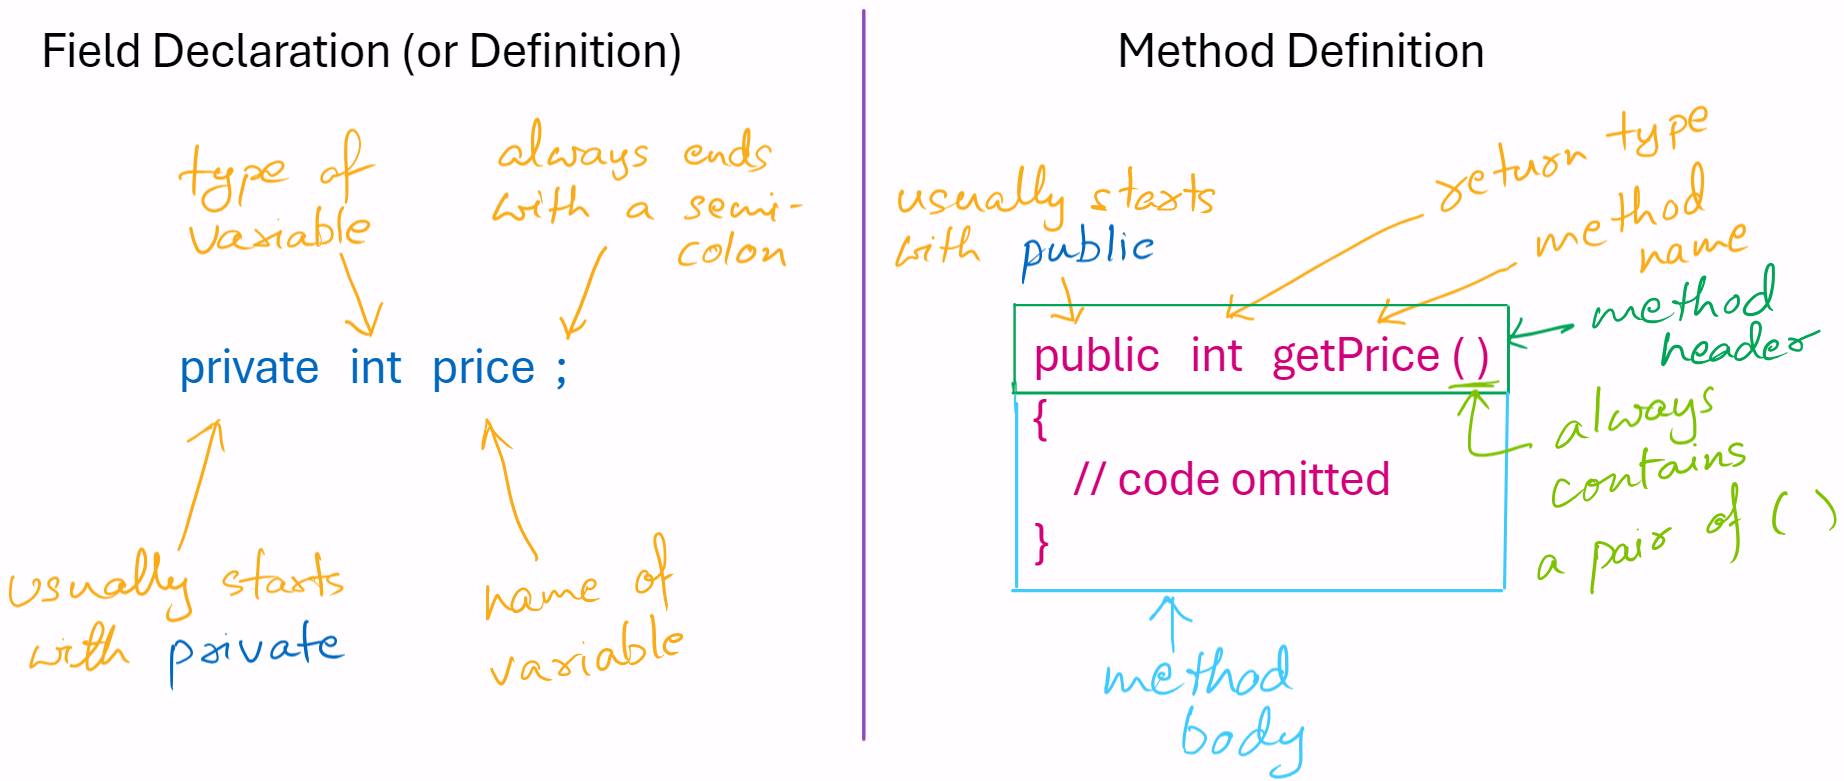 Field Declaration (or Definition)
type of
variable
always ends
with a semi-
colon
private int price ;
usually starts
with private
name of
variable
Method Definition
usually starts
with public
return type
method
name
method
header
public int getPrice ( )
{
// code omitted
}
always
contains
a pair of ( )
method
body